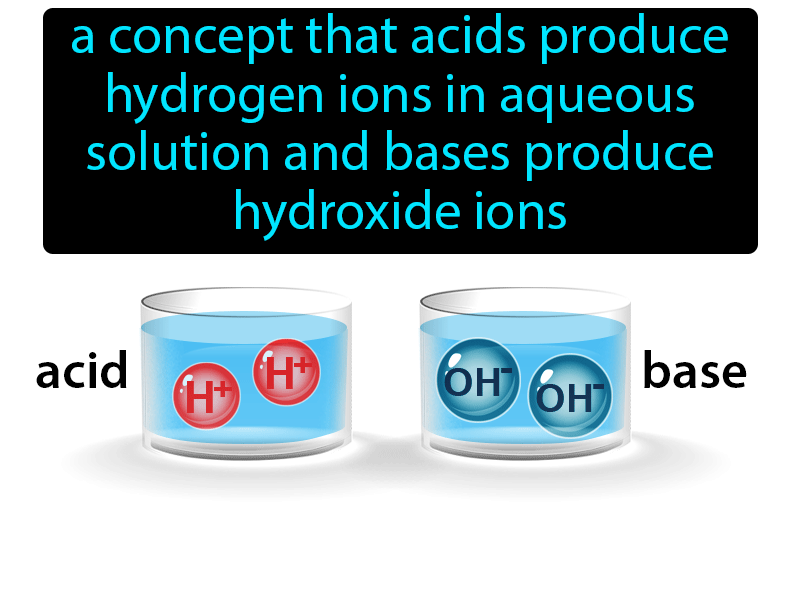 a concept that acids produce
hydrogen ions in aqueous
solution and bases produce
hydroxide ions
acid
H+
H+
OH-
OH-
base